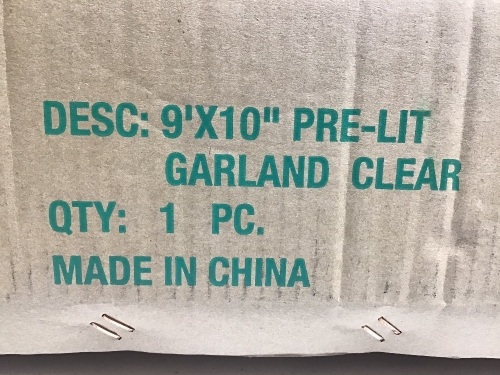 DESC: 9'X10" PRE-LIT
GARLAND CLEAR
QTY: 1 PC.
MADE IN CHINA